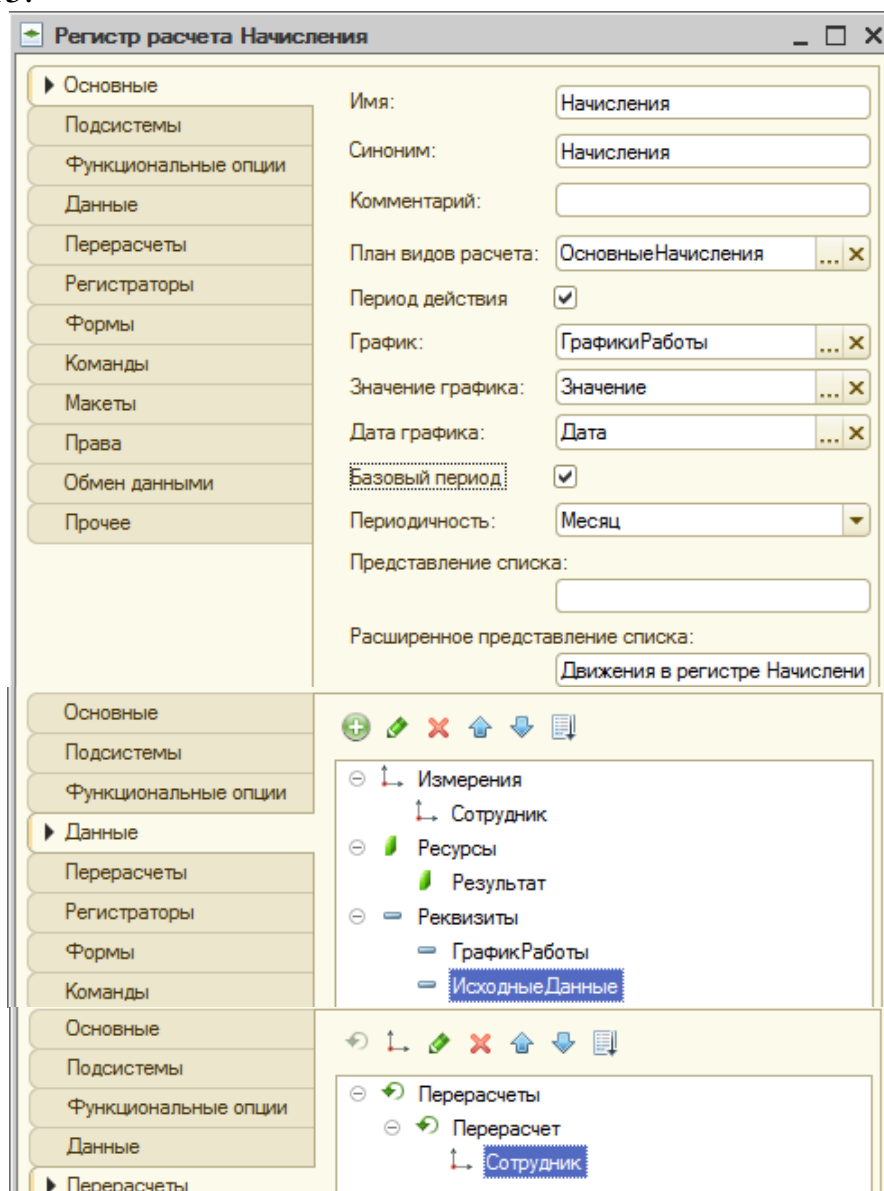 Регистр расчета Начисления
Основные
Подсистемы
Функциональные опции
Данные
Перерасчеты
Регистраторы
Формы
Команды
Макеты
Права
Обмен данными
Прочее
Имя: Начисления
Синоним: Начисления
Комментарий:
План видов расчета: ОсновныеНачисления ...
Период действия
График: ГрафикиРаботы ...
Значение графика: Значение ...
Дата графика: Дата ...
Базовый период
Периодичность: Месяц
Представление списка:
Расширенное представление списка:
Движения в регистре Начислени
Основные
Подсистемы
Функциональные опции
Данные
Перерасчеты
Регистраторы
Формы
Команды
Измерения
Сотрудник
Ресурсы
Результат
Реквизиты
ГрафикРаботы
ИсходныеДанные
Основные
Подсистемы
Функциональные опции
Данные
Перерасчеты
Перерасчеты
Перерасчет
Сотрудник